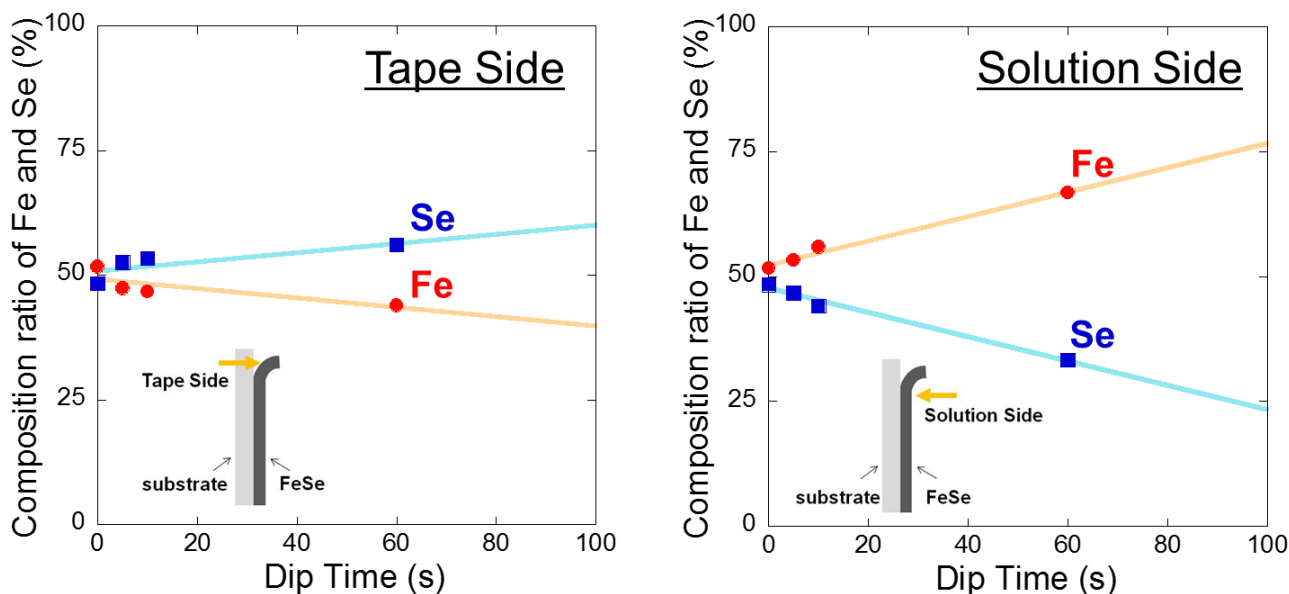 Composition ratio of Fe and Se (%)
100
75
50
25
0
Tape Side
Se
Fe
Tape Side
substrate
FeSe
0
20
40
60
80
100
Dip Time (s)
Composition ratio of Fe and Se (%)
100
75
50
25
0
Solution Side
Fe
Se
Solution Side
substrate
FeSe
0
20
40
60
80
100
Dip Time (s)